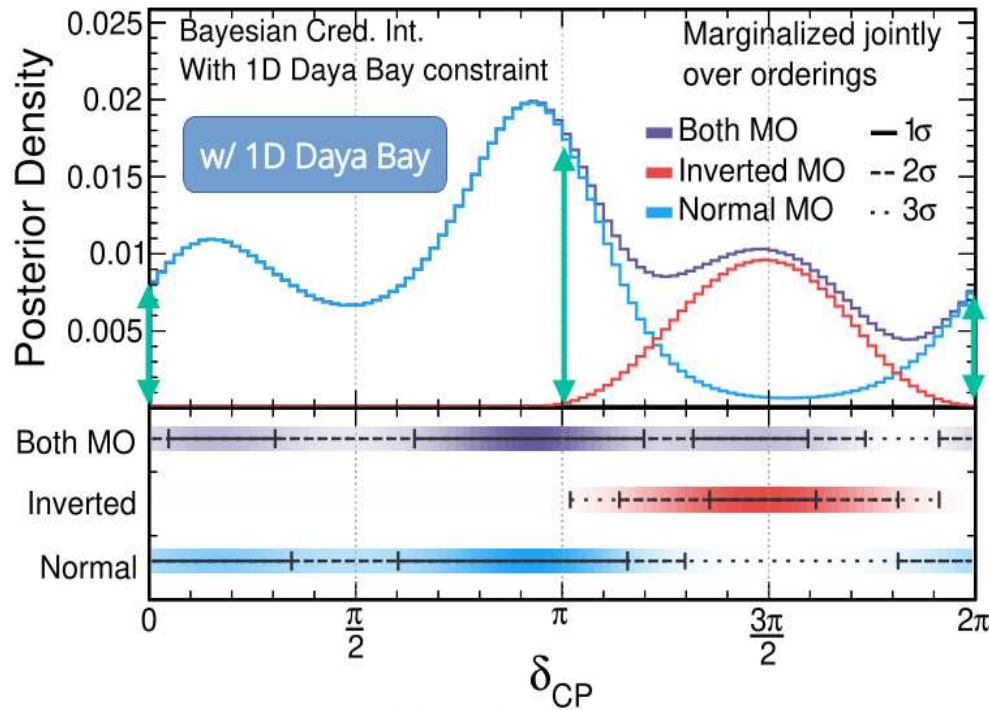 0.025
Bayesian Cred. Int.
With 1D Daya Bay constraint
Marginalized jointly
over orderings
Both MO
1σ
Inverted MO
2σ
Normal MO
3σ
w/ 1D Daya Bay
0.02
0.015
0.01
0.005
Posterior Density
Both MO
Inverted
Normal
0
π/2
π
3π/2
2π
δCP